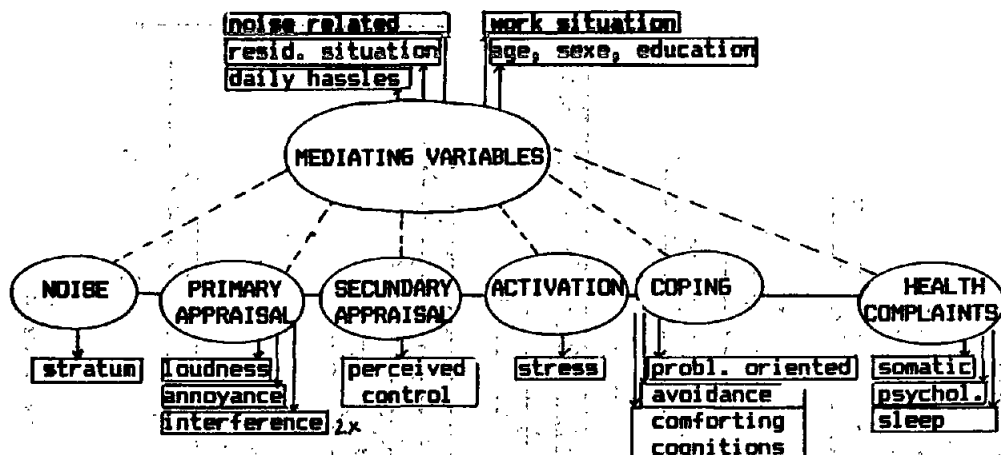 noise related
resid. situation
daily hassles
work situation
age, sexe, education
MEDIATING VARIABLES
NOISE
PRIMARY
APPRAISAL
SECUNDARY
APPRAISAL
ACTIVATION
COPING
HEALTH
COMPLAINTS
stratum
loudness
annoyance
interference 2x
perceived
control
stress
probl. oriented
avoidance
comforting
cognitions
somatic
psychol.
sleep